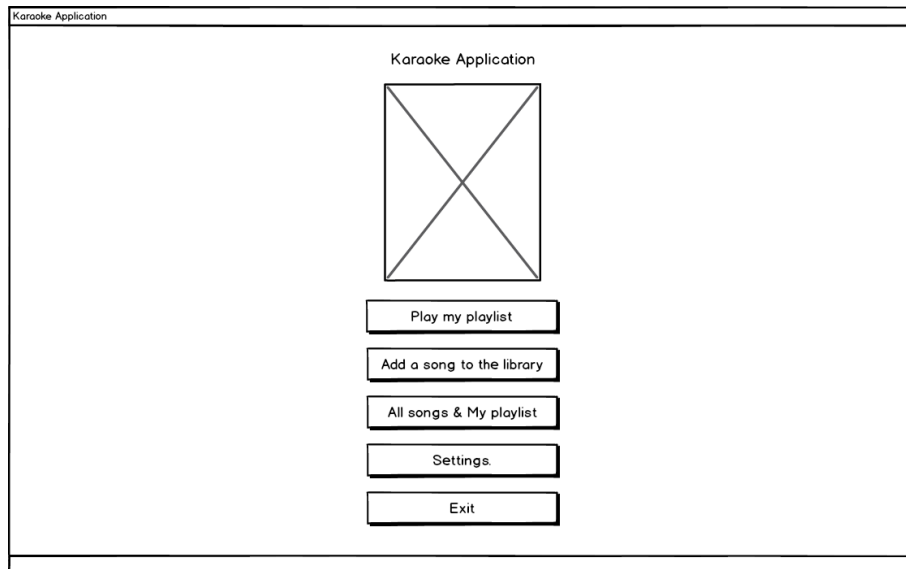 Karaoke Application
Karaoke Application
Play my playlist
Add a song to the library
All songs & My playlist
Settings.
Exit